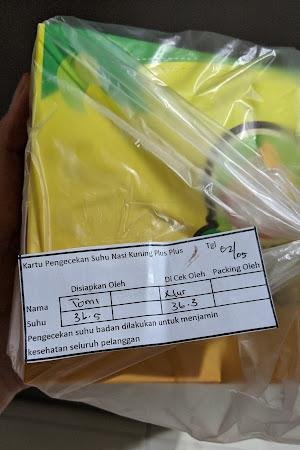 Kartu Pengecekan Suhu Nasi Kuning Plus Plus Tgl 02/05
Disiapkan Oleh Di Cek Oleh Packing Oleh
Nama Tomi
Suhu 36.5 36.3
Pengecekan suhu badan dilakukan untuk menjamin
kesehatan seluruh pelanggan